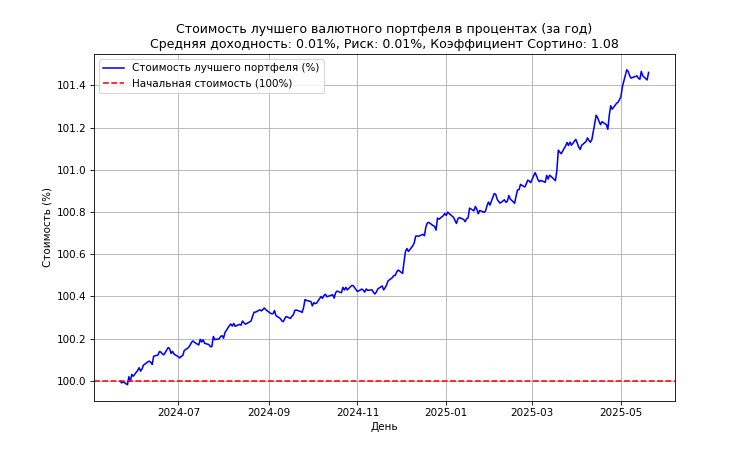 Стоимость лучшего валютного портфеля в процентах (за год)
Средняя доходность: 0.01%, Риск: 0.01%, Коэффициент Сортино: 1.08
Стоимость лучшего портфеля (%)
Начальная стоимость (100%)
Стоимость (%)
101.4
101.2
101.0
100.8
100.6
100.4
100.2
100.0
2024-07
2024-09
2024-11
2025-01
2025-03
2025-05
День